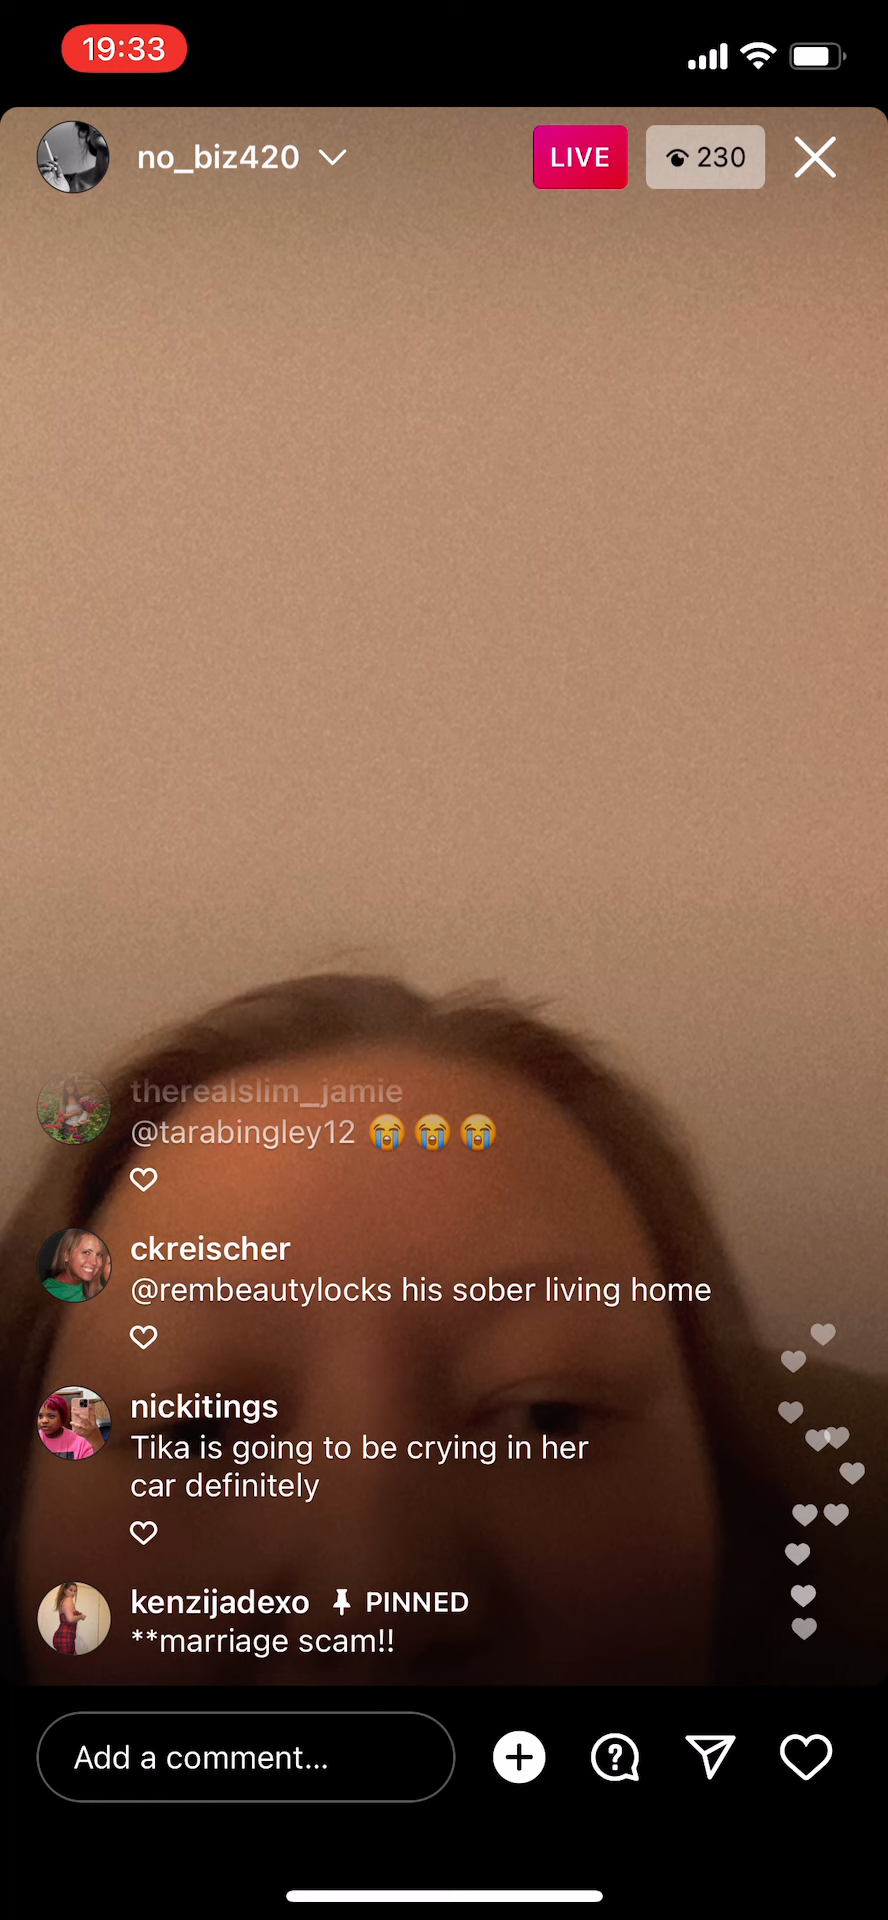 19:33
no_biz420
LIVE
230
therealslim_jamie
@tarabingley12 😭😭😭
ckreischer
@rembeautylocks his sober living home
nickitings
Tika is going to be crying in her
car definitely
kenzijadexo PINNED
**marriage scam!!
Add a comment...